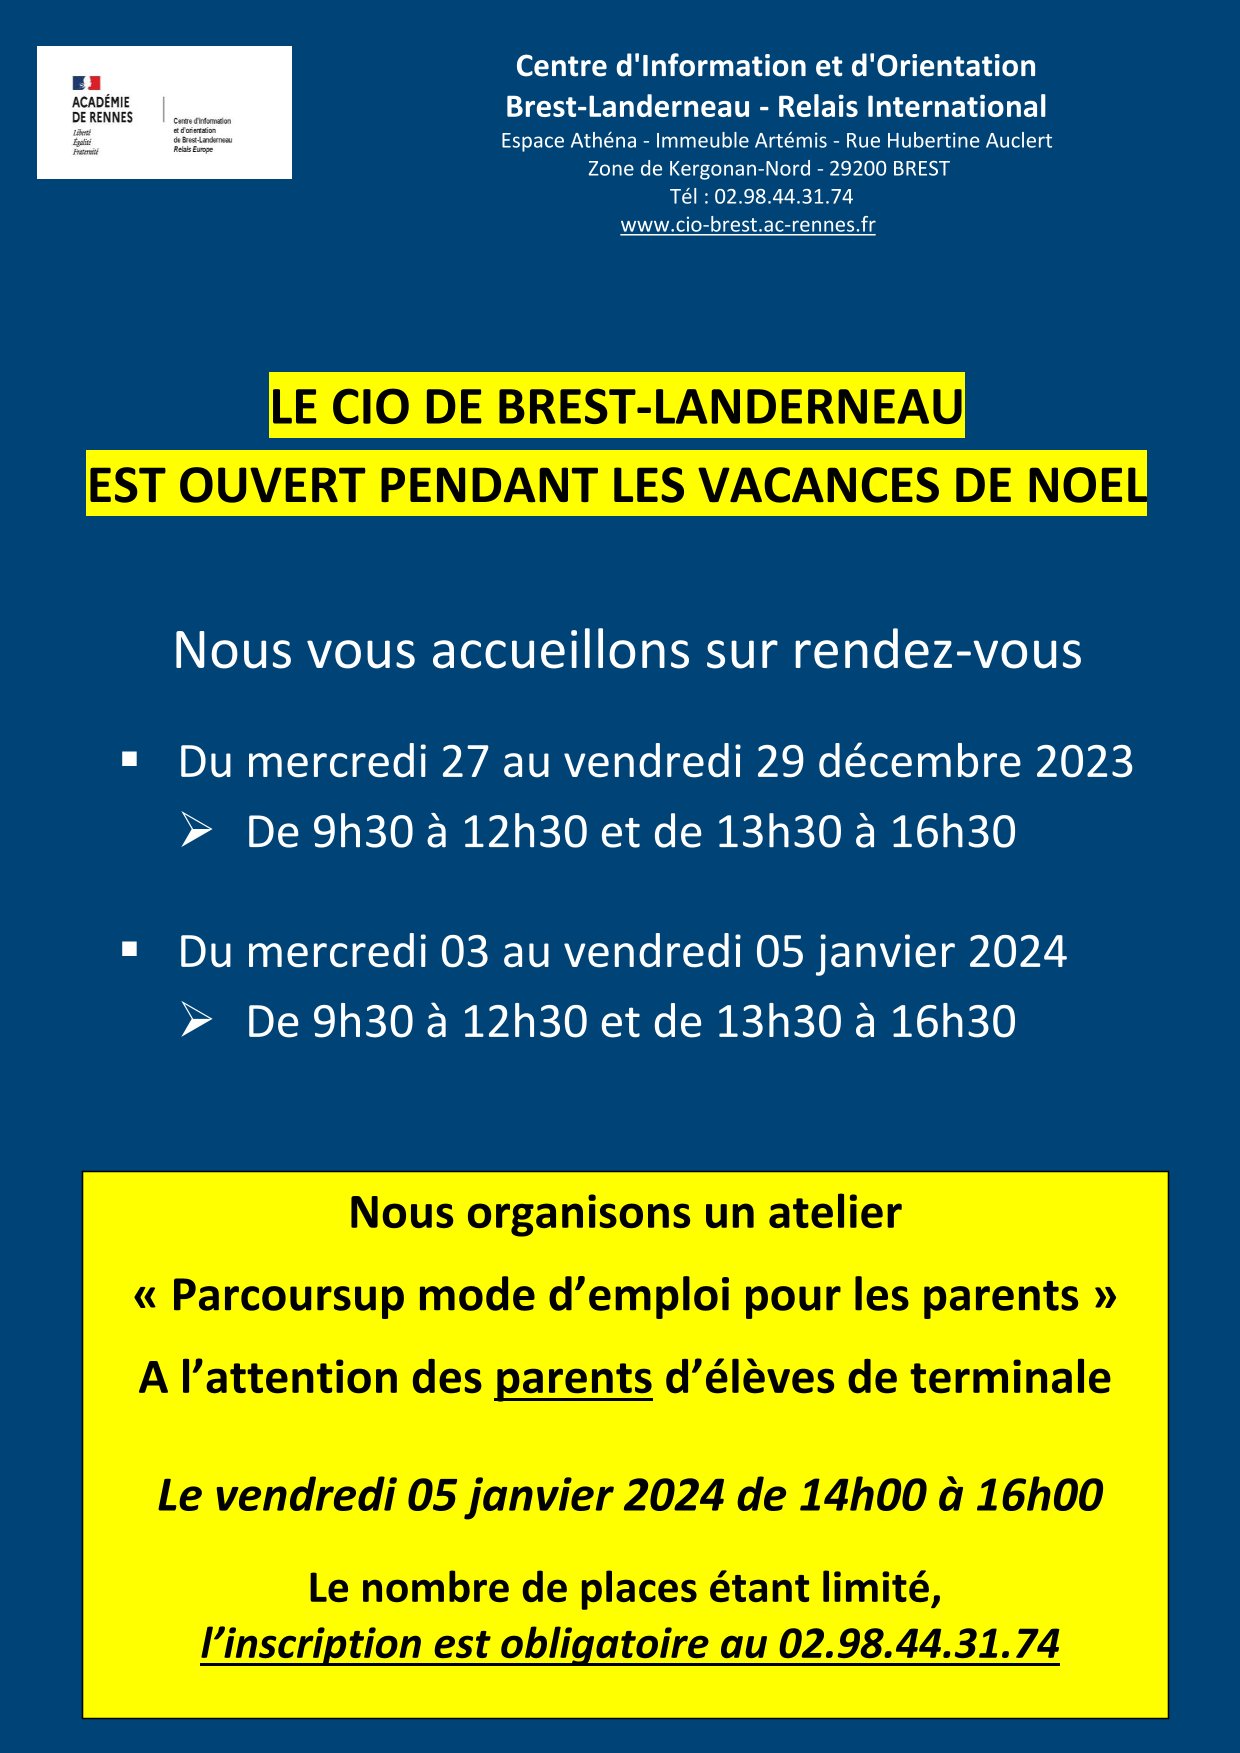 ACADÉMIE
DE RENNES
Liberté
Égalité
Fraternité
Centre d'Information
et d'orientation
de Brest-Landerneau
Relais Europe
Centre d'Information et d'Orientation
Brest-Landerneau - Relais International
Espace Athéna - Immeuble Artémis - Rue Hubertine Auclert
Zone de Kergonan-Nord - 29200 BREST
Tél : 02.98.44.31.74
www.cio-brest.ac-rennes.fr
LE CIO DE BREST-LANDERNEAU
EST OUVERT PENDANT LES VACANCES DE NOEL
Nous vous accueillons sur rendez-vous
▪ Du mercredi 27 au vendredi 29 décembre 2023
➢ De 9h30 à 12h30 et de 13h30 à 16h30
▪ Du mercredi 03 au vendredi 05 janvier 2024
➢ De 9h30 à 12h30 et de 13h30 à 16h30
Nous organisons un atelier
« Parcoursup mode d’emploi pour les parents »
A l’attention des parents d’élèves de terminale
Le vendredi 05 janvier 2024 de 14h00 à 16h00
Le nombre de places étant limité,
l’inscription est obligatoire au 02.98.44.31.74